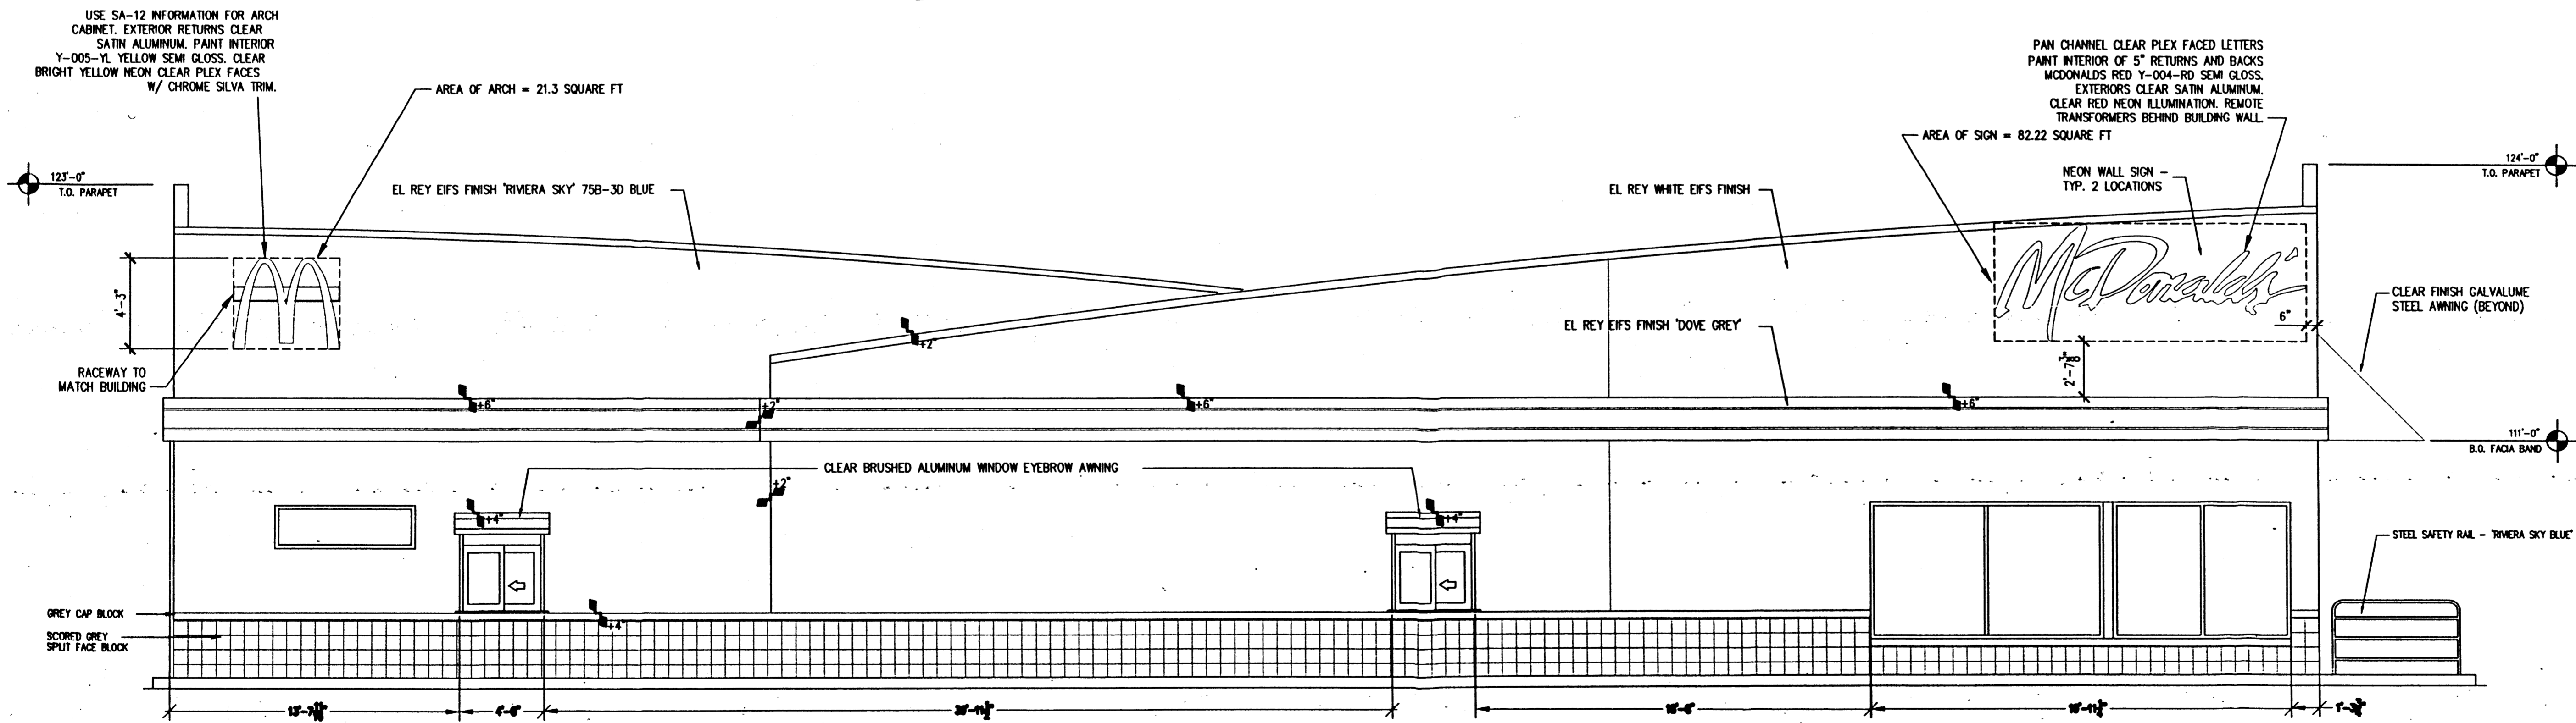 USE SA-12 INFORMATION FOR ARCH
CABINET. EXTERIOR RETURNS CLEAR
SATIN ALUMINUM. PAINT INTERIOR
Y-005-YL YELLOW SEMI GLOSS. CLEAR
BRIGHT YELLOW NEON CLEAR PLEX FACES
W/ CHROME SILVA TRIM.
AREA OF ARCH = 21.3 SQUARE FT
PAN CHANNEL CLEAR PLEX FACED LETTERS
PAINT INTERIOR OF 5" RETURNS AND BACKS
MCDONALDS RED Y-004-RD SEMI GLOSS.
EXTERIORS CLEAR SATIN ALUMINUM.
CLEAR RED NEON ILLUMINATION. REMOTE
TRANSFORMERS BEHIND BUILDING WALL.
AREA OF SIGN = 82.22 SQUARE FT
123'-0"
T.O. PARAPET
EL REY EIFS FINISH 'RIVIERA SKY' 75B-3D BLUE
EL REY WHITE EIFS FINISH
NEON WALL SIGN -
TYP. 2 LOCATIONS
124'-0"
T.O. PARAPET
4'-3"
McDonald's
CLEAR FINISH GALVALUME
STEEL AWNING (BEYOND)
6"
EL REY EIFS FINISH 'DOVE GREY'
+2"
2'-7 3/8"
RACEWAY TO
MATCH BUILDING
+6"
+2"
+6"
+6"
111'-0"
B.O. FACIA BAND
CLEAR BRUSHED ALUMINUM WINDOW EYEBROW AWNING
+2"
+4"
+4"
STEEL SAFETY RAIL - 'RIVIERA SKY BLUE'
GREY CAP BLOCK
+4"
SCORED GREY
SPLIT FACE BLOCK